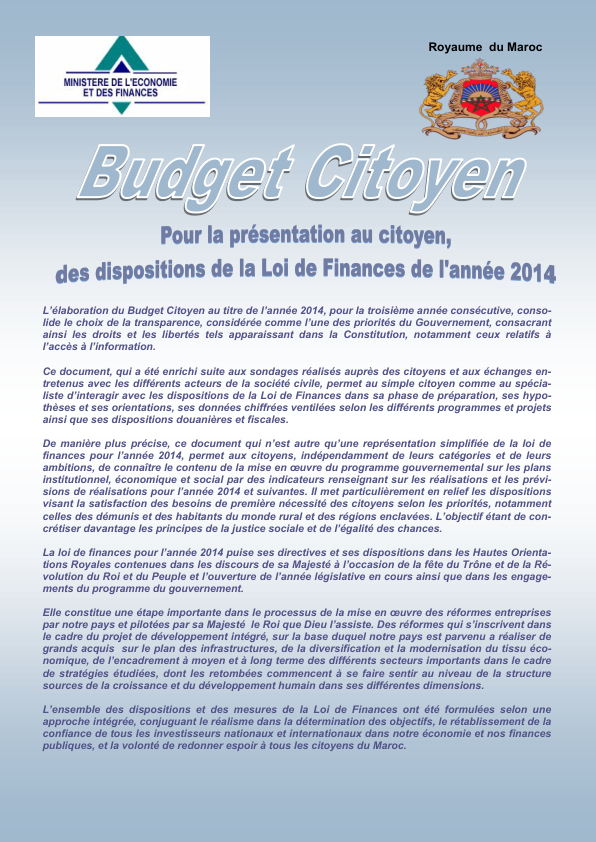 MINISTERE DE L'ECONOMIE
ET DES FINANCES
Royaume du Maroc
Budget Citoyen
Pour la présentation au citoyen,
des dispositions de la Loi de Finances de l'année 2014
L’élaboration du Budget Citoyen au titre de l’année 2014, pour la troisième année consécutive, conso-
lide le choix de la transparence, considérée comme l’une des priorités du Gouvernement, consacrant
ainsi les droits et les libertés tels apparaissant dans la Constitution, notamment ceux relatifs à
l’accès à l’information.
Ce document, qui a été enrichi suite aux sondages réalisés auprès des citoyens et aux échanges en-
tretenus avec les différents acteurs de la société civile, permet au simple citoyen comme au spécia-
liste d’interagir avec les dispositions de la Loi de Finances dans sa phase de préparation, ses hypo-
thèses et ses orientations, ses données chiffrées ventilées selon les différents programmes et projets
ainsi que ses dispositions douanières et fiscales.
De manière plus précise, ce document qui n’est autre qu’une représentation simplifiée de la loi de
finances pour l’année 2014, permet aux citoyens, indépendamment de leurs catégories et de leurs
ambitions, de connaître le contenu de la mise en œuvre du programme gouvernemental sur les plans
institutionnel, économique et social par des indicateurs renseignant sur les réalisations et les prévi-
sions de réalisations pour l’année 2014 et suivantes. Il met particulièrement en relief les dispositions
visant la satisfaction des besoins de première nécessité des citoyens selon les priorités, notamment
celles des démunis et des habitants du monde rural et des régions enclavées. L’objectif étant de con-
crétiser davantage les principes de la justice sociale et de l’égalité des chances.
La loi de finances pour l’année 2014 puise ses directives et ses dispositions dans les Hautes Orienta-
tions Royales contenues dans les discours de sa Majesté à l’occasion de la fête du Trône et de la Ré-
volution du Roi et du Peuple et l’ouverture de l’année législative en cours ainsi que dans les engage-
ments du programme du gouvernement.
Elle constitue une étape importante dans le processus de la mise en œuvre des réformes entreprises
par notre pays et pilotées par sa Majesté le Roi que Dieu l’assiste. Des réformes qui s’inscrivent dans
le cadre du projet de développement intégré, sur la base duquel notre pays est parvenu a réaliser de
grands acquis sur le plan des infrastructures, de la diversification et la modernisation du tissu éco-
nomique, de l’encadrement à moyen et à long terme des différents secteurs importants dans le cadre
de stratégies étudiées, dont les retombées commencent à se faire sentir au niveau de la structure
sources de la croissance et du développement humain dans ses différentes dimensions.
L’ensemble des dispositions et des mesures de la Loi de Finances ont été formulées selon une
approche intégrée, conjuguant le réalisme dans la détermination des objectifs, le rétablissement de la
confiance de tous les investisseurs nationaux et internationaux dans notre économie et nos finances
publiques, et la volonté de redonner espoir à tous les citoyens du Maroc.